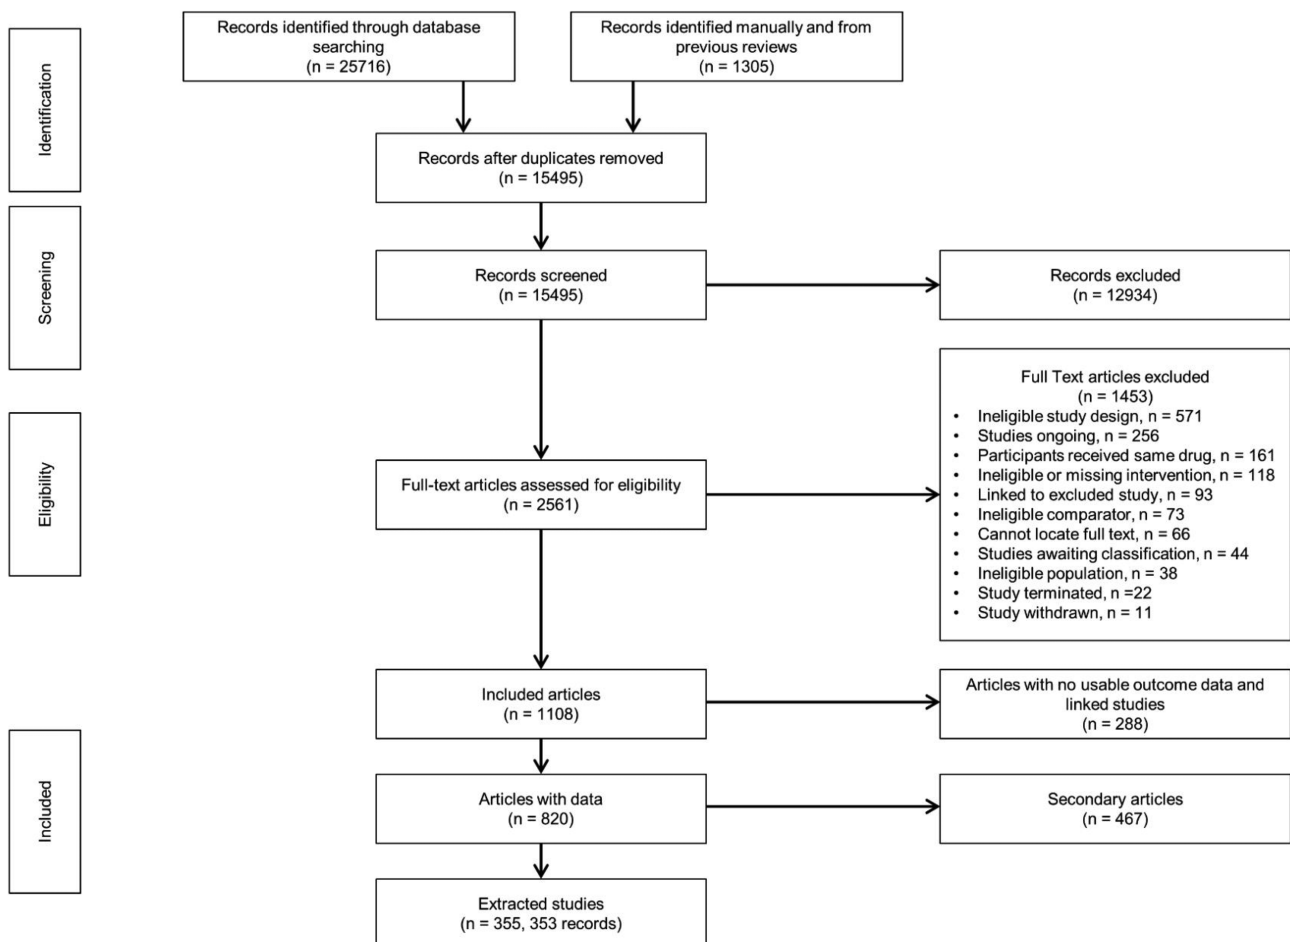 Identification
Records identified through database
searching
(n = 25716)
Records identified manually and from
previous reviews
(n = 1305)
Records after duplicates removed
(n = 15495)
Screening
Records screened
(n = 15495)
Records excluded
(n = 12934)
Eligibility
Full-text articles assessed for eligibility
(n = 2561)
Full Text articles excluded
(n = 1453)
• Ineligible study design, n = 571
• Studies ongoing, n = 256
• Participants received same drug, n = 161
• Ineligible or missing intervention, n = 118
• Linked to excluded study, n = 93
• Ineligible comparator, n = 73
• Cannot locate full text, n = 66
• Studies awaiting classification, n = 44
• Ineligible population, n = 38
• Study terminated, n =22
• Study withdrawn, n = 11
Included articles
(n = 1108)
Articles with no usable outcome data and
linked studies
(n = 288)
Included
Articles with data
(n = 820)
Secondary articles
(n = 467)
Extracted studies
(n = 355, 353 records)